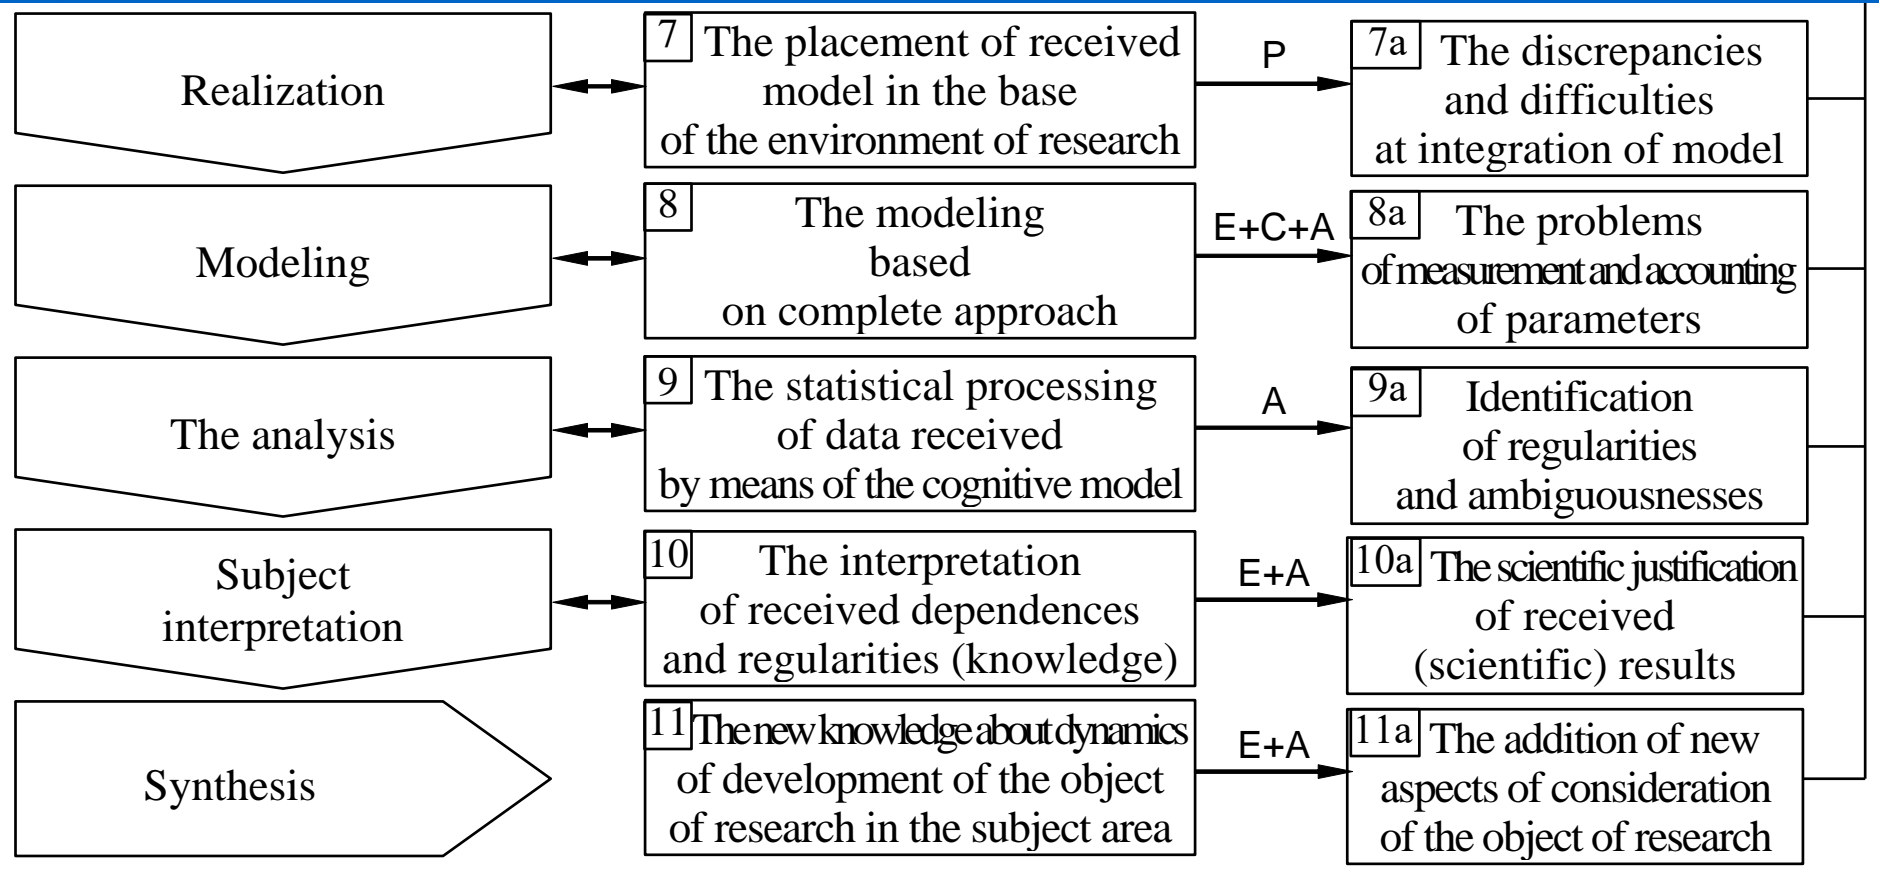 Realization
7 The placement of received
model in the base
of the environment of research
P
7a The discrepancies
and difficulties
at integration of model
Modeling
8 The modeling
based
on complete approach
E+C+A
8a The problems
of measurement and accounting
of parameters
The analysis
9 The statistical processing
of data received
by means of the cognitive model
A
9a Identification
of regularities
and ambiguousnesses
Subject
interpretation
10 The interpretation
of received dependences
and regularities (knowledge)
E+A
10a The scientific justification
of received
(scientific) results
Synthesis
11 The new knowledge about dynamics
of development of the object
of research in the subject area
E+A
11a The addition of new
aspects of consideration
of the object of research